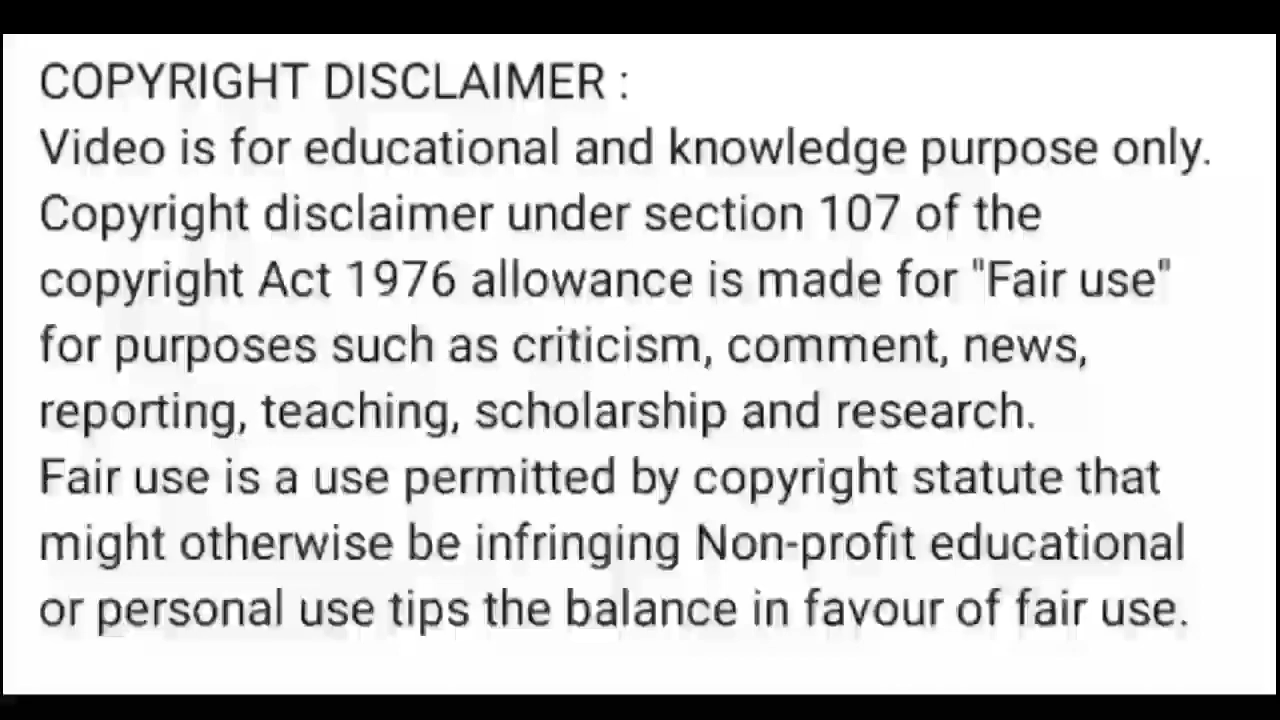 COPYRIGHT DISCLAIMER :
Video is for educational and knowledge purpose only.
Copyright disclaimer under section 107 of the
copyright Act 1976 allowance is made for "Fair use"
for purposes such as criticism, comment, news,
reporting, teaching, scholarship and research.
Fair use is a use permitted by copyright statute that
might otherwise be infringing Non-profit educational
or personal use tips the balance in favour of fair use.